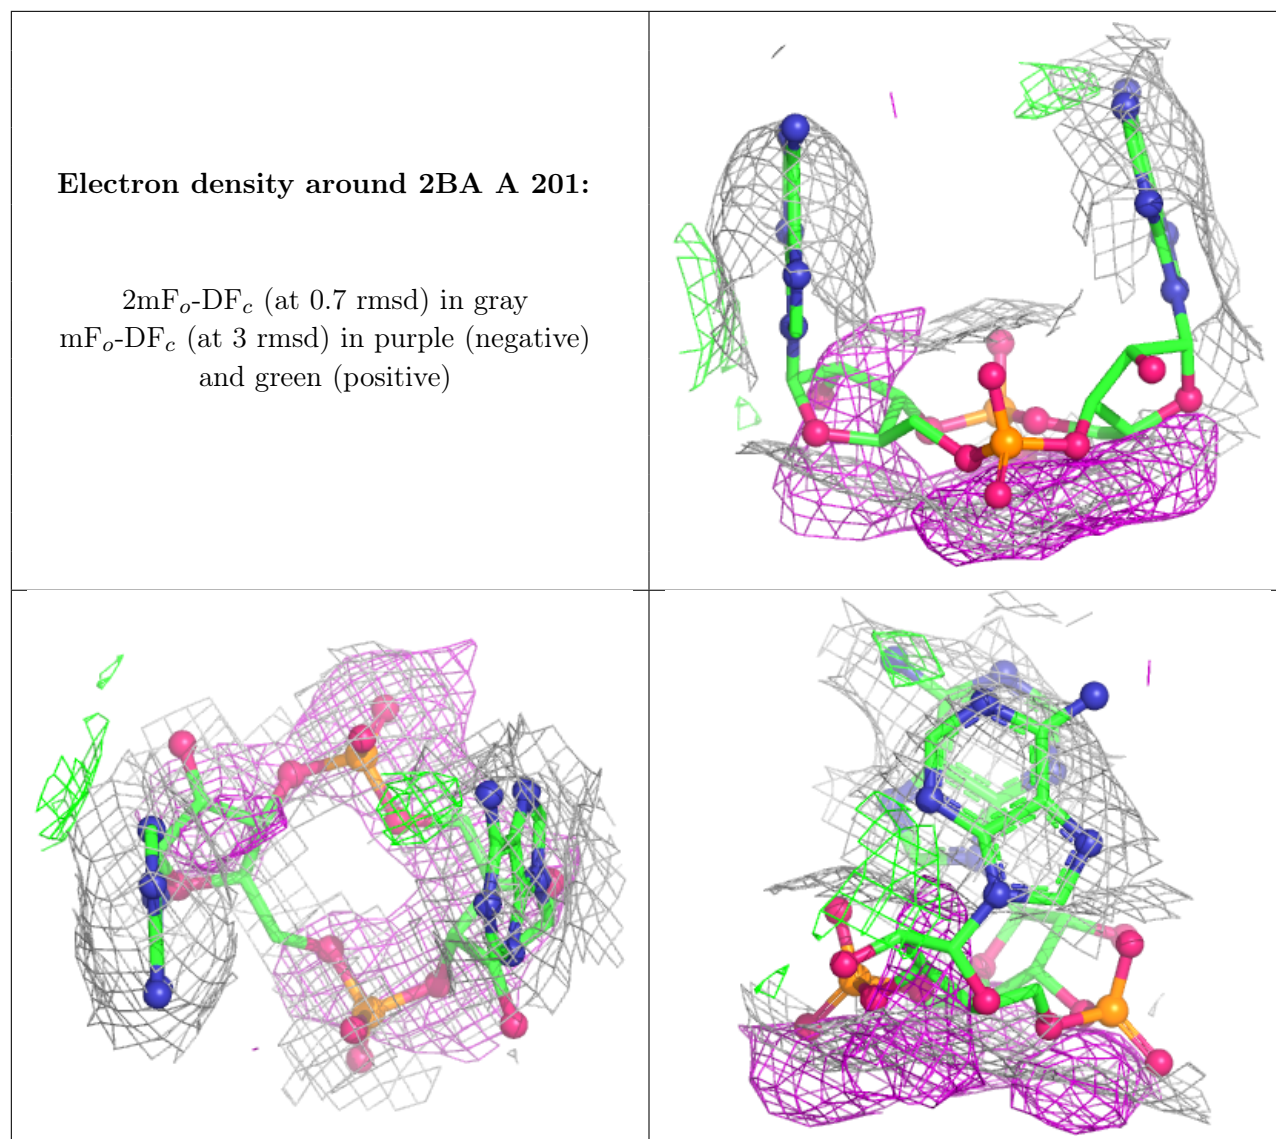 Electron density around 2BA A 201:
2mFo-DFc (at 0.7 rmsd) in gray
mFo-DFc (at 3 rmsd) in purple (negative)
and green (positive)